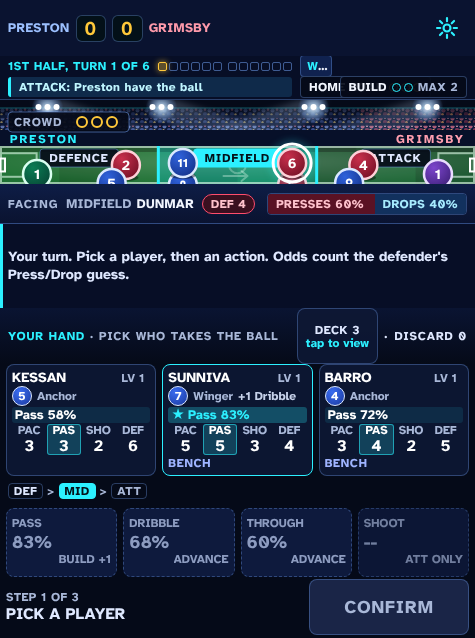 PRESTON 0 0 GRIMSBY
1ST HALF, TURN 1 OF 6 W...
ATTACK: Preston have the ball HOM BUILD MAX 2
CROWD
PRESTON GRIMSBY
DEFENCE MIDFIELD TTACK
1 2 11 6 4 1
5 9
FACING MIDFIELD DUNMAR DEF 4 PRESSES 60% DROPS 40%
Your turn. Pick a player, then an action. Odds count the defender's
Press/Drop guess.
YOUR HAND · PICK WHO TAKES THE BALL DECK 3 tap to view · DISCARD 0
KESSAN LV 1
5 Anchor
Pass 58%
PAC PAS SHO DEF
3 3 2 6
SUNNIVA LV 1
7 Winger +1 Dribble
★ Pass 83%
PAC PAS SHO DEF
5 5 3 4
BENCH
BARRO LV 1
4 Anchor
Pass 72%
PAC PAS SHO DEF
3 4 2 5
BENCH
DEF > MID > ATT
PASS
83%
BUILD +1
DRIBBLE
68%
ADVANCE
THROUGH
60%
ADVANCE
SHOOT
--
ATT ONLY
STEP 1 OF 3
PICK A PLAYER
CONFIRM